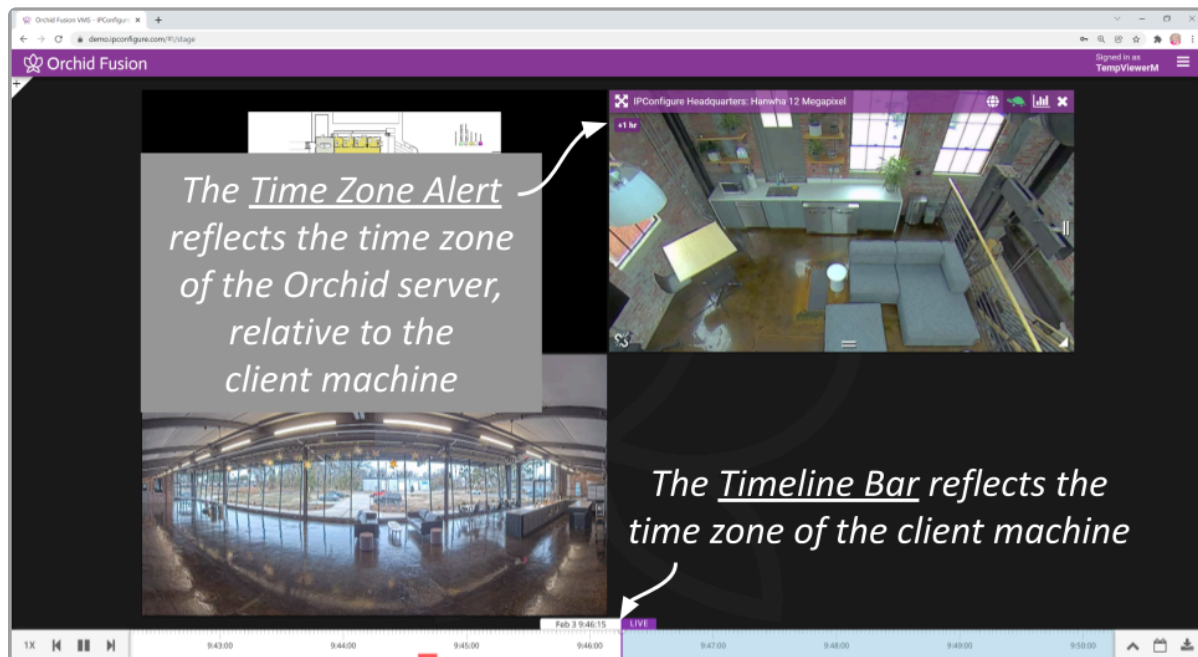 Orchid Fusion VMS - IPConfigur
demo.ipconfigure.com/#!/stage
Orchid Fusion
Signed in as
TempViewerM
IPConfigure Headquarters: Hanwha 12 Megapixel
+1 hr
The Time Zone Alert
reflects the time zone
of the Orchid server,
relative to the
client machine
The Timeline Bar reflects the
time zone of the client machine
Feb 3 9:46:15
LIVE
1X
9:43:00
9:44:00
9:45:00
9:46:00
9:47:00
9:48:00
9:49:00
9:50:00